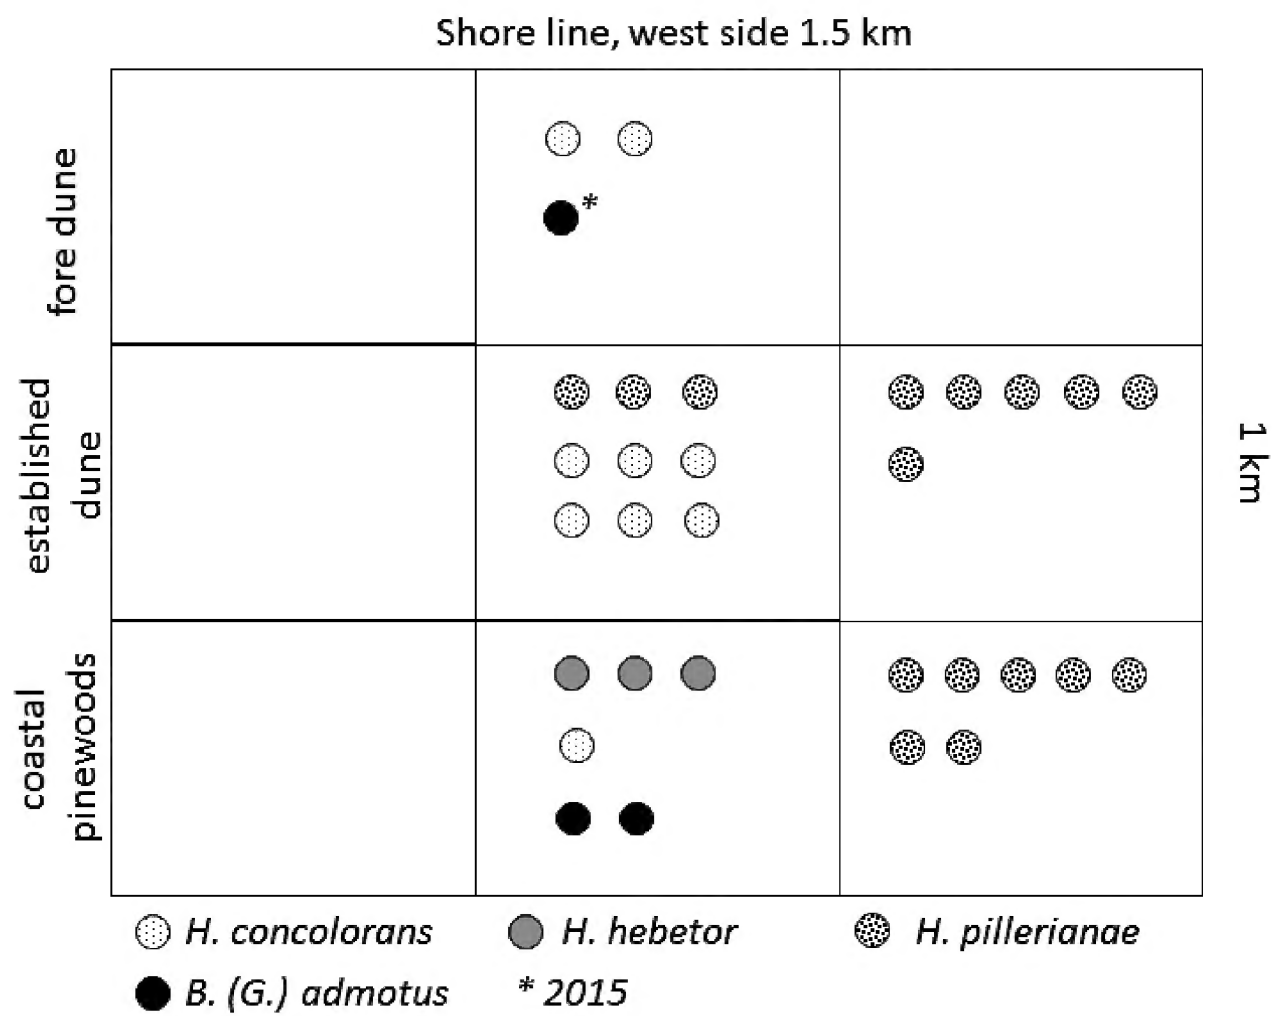 Shore line, west side 1.5 km
fore dune
*
established
dune
1 km
coastal
pinewoods
H. concolorans
H. hebetor
H. pillerianae
B. (G.) admotus
* 2015